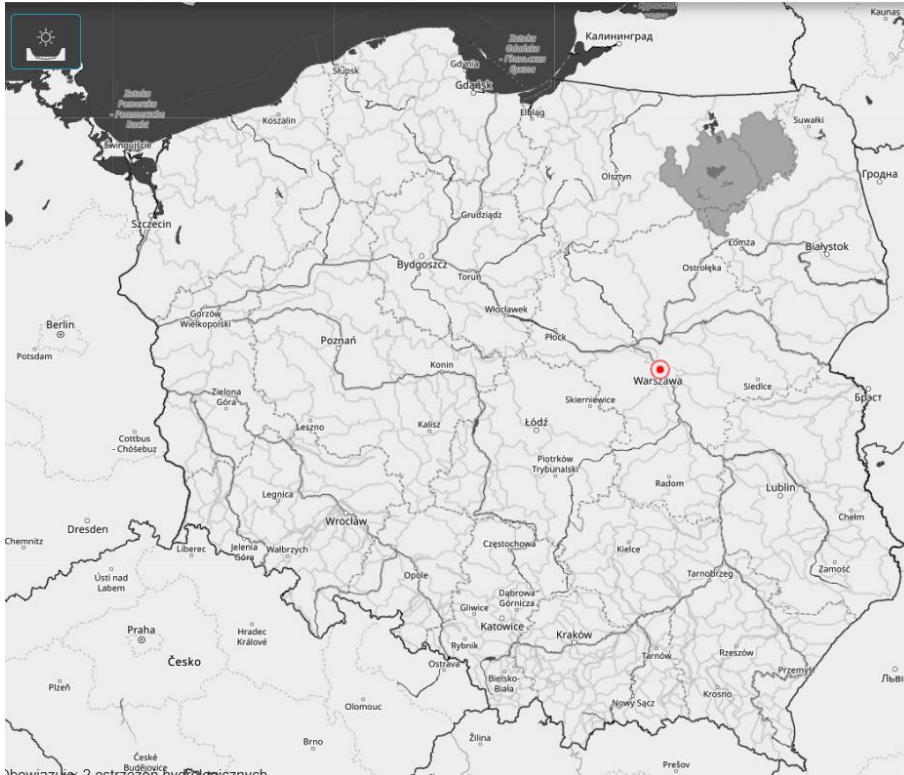 Kaunas
Калининград
Zatoka
Gdańska
Gdynia
Słupsk
Gdańsk
Zatoka
Pomorska
- Pommersche
Bucht
Elbląg
Koszalin
Suwałki
Świnoujście
Гродна
Olsztyn
Szczecin
Grudziądz
Łomża
Białystok
Bydgoszcz
Ostrołęka
Toruń
Włocławek
Gorzów
Wielkopolski
Berlin
Płock
Poznań
Potsdam
Konin
Warszawa
Siedlce
Брэст
Zielona
Góra
Skierniewice
Leszno
Kalisz
Łódź
Cottbus
- Chóśebuz
Piotrków
Trybunalski
Radom
Lublin
Legnica
Wrocław
Chełm
Dresden
Chemnitz
Liberec
Jelenia
Góra
Wałbrzych
Częstochowa
Kielce
Zamość
Ústí nad
Labem
Opole
Tarnobrzeg
Dąbrowa
Górnicza
Gliwice
Katowice
Praha
Hradec
Králové
Kraków
Rybnik
Rzeszów
Česko
Ostrava
Tarnów
Przemyśl
Plzeň
Bielsko-
Biała
Krosno
Nowy Sącz
Olomouc
Brno
Žilina
České
Budějovice
Prešov